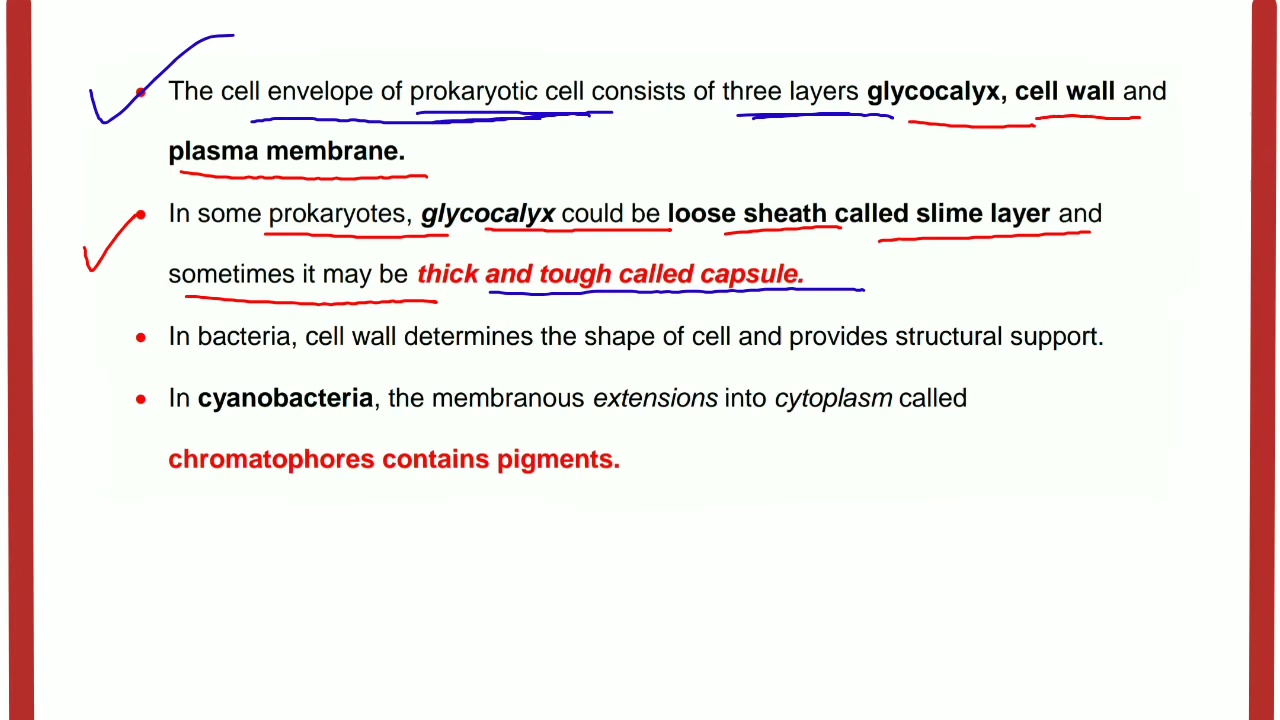 The cell envelope of prokaryotic cell consists of three layers glycocalyx, cell wall and
plasma membrane.
In some prokaryotes, glycocalyx could be loose sheath called slime layer and
sometimes it may be thick and tough called capsule.
In bacteria, cell wall determines the shape of cell and provides structural support.
In cyanobacteria, the membranous extensions into cytoplasm called
chromatophores contains pigments.